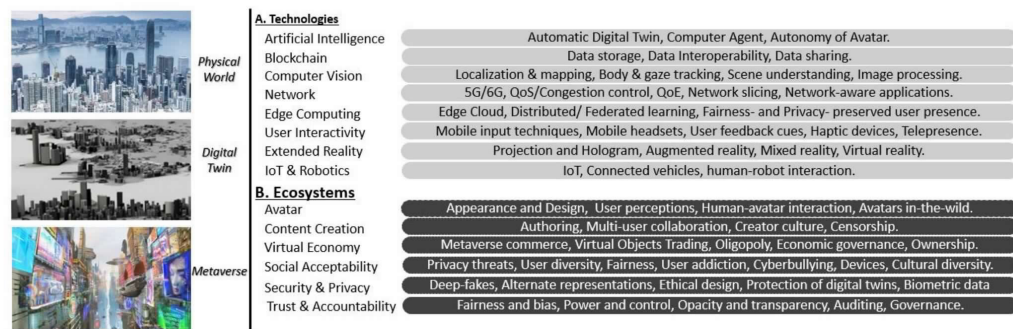 Physical
World
Digital
Twin
Metaverse
A. Technologies
Artificial Intelligence Automatic Digital Twin, Computer Agent, Autonomy of Avatar.
Blockchain Data storage, Data Interoperability, Data sharing.
Computer Vision Localization & mapping, Body & gaze tracking, Scene understanding, Image processing.
Network 5G/6G, QoS/Congestion control, QoE, Network slicing, Network-aware applications.
Edge Computing Edge Cloud, Distributed/ Federated learning, Fairness- and Privacy- preserved user presence.
User Interactivity Mobile input techniques, Mobile headsets, User feedback cues, Haptic devices, Telepresence.
Extended Reality Projection and Hologram, Augmented reality, Mixed reality, Virtual reality.
IoT & Robotics IoT, Connected vehicles, human-robot interaction.
B. Ecosystems
Avatar Appearance and Design, User perceptions, Human-avatar interaction, Avatars in-the-wild.
Content Creation Authoring, Multi-user collaboration, Creator culture, Censorship.
Virtual Economy Metaverse commerce, Virtual Objects Trading, Oligopoly, Economic governance, Ownership.
Social Acceptability Privacy threats, User diversity, Fairness, User addiction, Cyberbullying, Devices, Cultural diversity.
Security & Privacy Deep-fakes, Alternate representations, Ethical design, Protection of digital twins, Biometric data
Trust & Accountability Fairness and bias, Power and control, Opacity and transparency, Auditing, Governance.